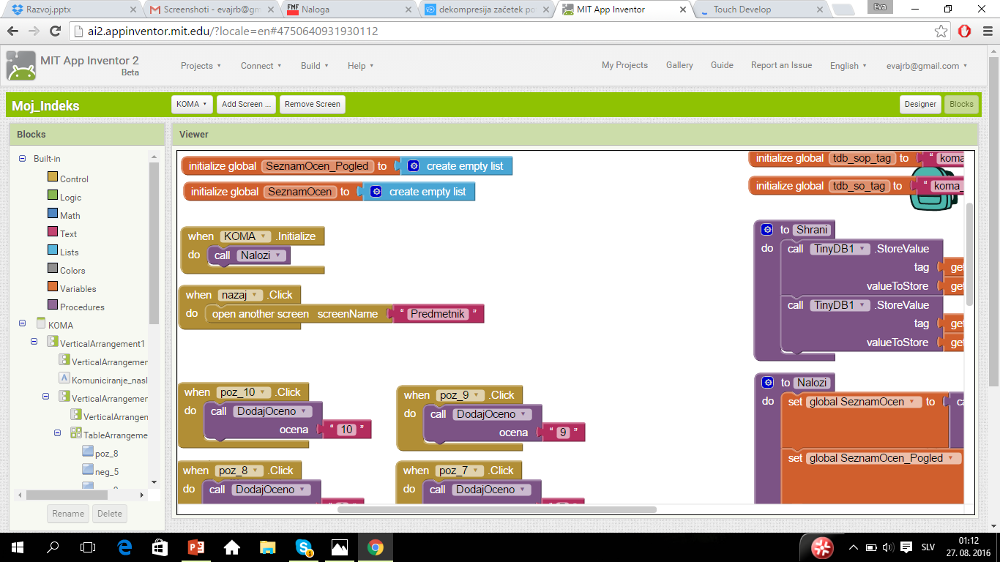 Razvoj.pptx
Screenshoti - evajrb@gm
FMF Naloga
dekompresija začetek po
MIT App Inventor
Touch Develop
Eva
ai2.appinventor.mit.edu/?locale=en#4750640931930112
MIT App Inventor 2
Beta
Projects
Connect
Build
Help
My Projects
Gallery
Guide
Report an Issue
English
evajrb@gmail.com
Moj_Indeks
KOMA
Add Screen ...
Remove Screen
Designer
Blocks
Blocks
Built-in
Control
Logic
Math
Text
Lists
Colors
Variables
Procedures
KOMA
VerticalArrangement1
VerticalArrangemer
Komuniciranje_nasl
VerticalArrangemer
VerticalArranger
TableArrangeme
poz_8
neg_5
Rename
Delete
Viewer
initialize global SeznamOcen_Pogled to create empty list
initialize global SeznamOcen to create empty list
when KOMA .Initialize
do call Nalozi
when nazaj .Click
do open another screen screenName " Predmetnik "
when poz_10 .Click
do call DodajOceno
ocena " 10 "
when poz_9 .Click
do call DodajOceno
ocena " 9 "
when poz_8 .Click
do call DodajOceno
when poz_7 .Click
do call DodajOceno
initialize global tdb_sop_tag to " koma
initialize global tdb_so_tag to " koma_
to Shrani
do call TinyDB1 .StoreValue
tag get
valueToStore get
call TinyDB1 .StoreValue
tag get
valueToStore get
to Nalozi
do set global SeznamOcen to ca
set global SeznamOcen_Pogled
SLV
01:12
27. 08. 2016